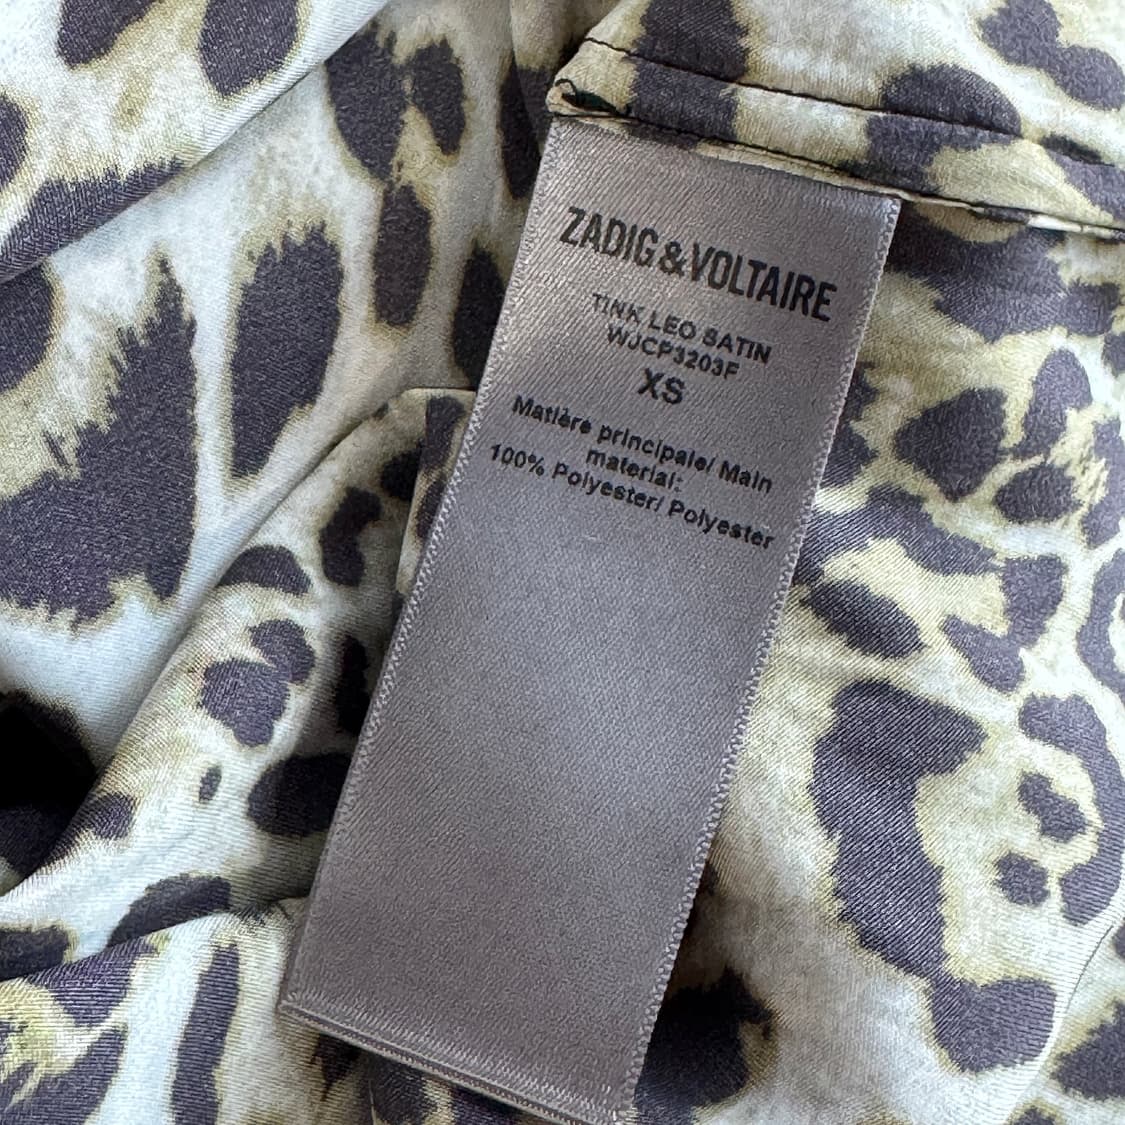 ZADIG&VOLTAIRE
TINK LEO SATIN
WJCP3203F
XS
Matière principale/ Main
material:
100% Polyester/ Polyester